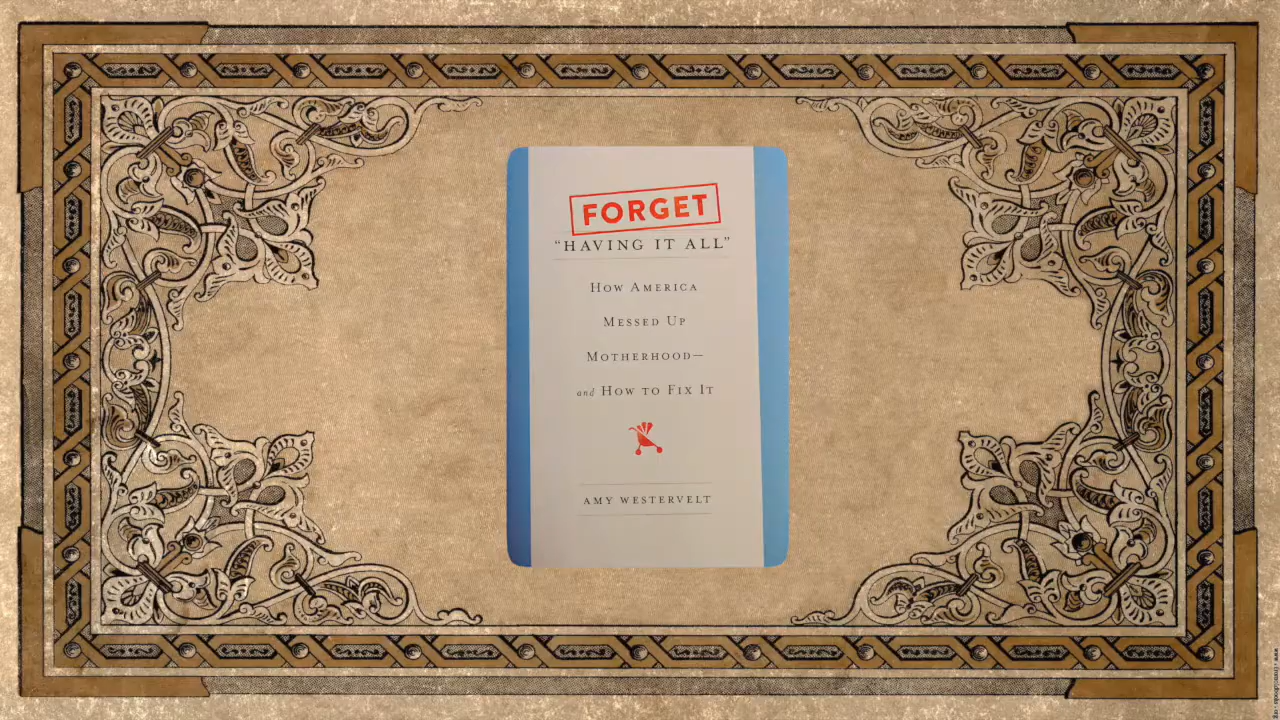 FORGET
"HAVING IT ALL"
HOW AMERICA
MESSED UP
MOTHERHOOD—
and HOW TO FIX IT
AMY WESTERVELT